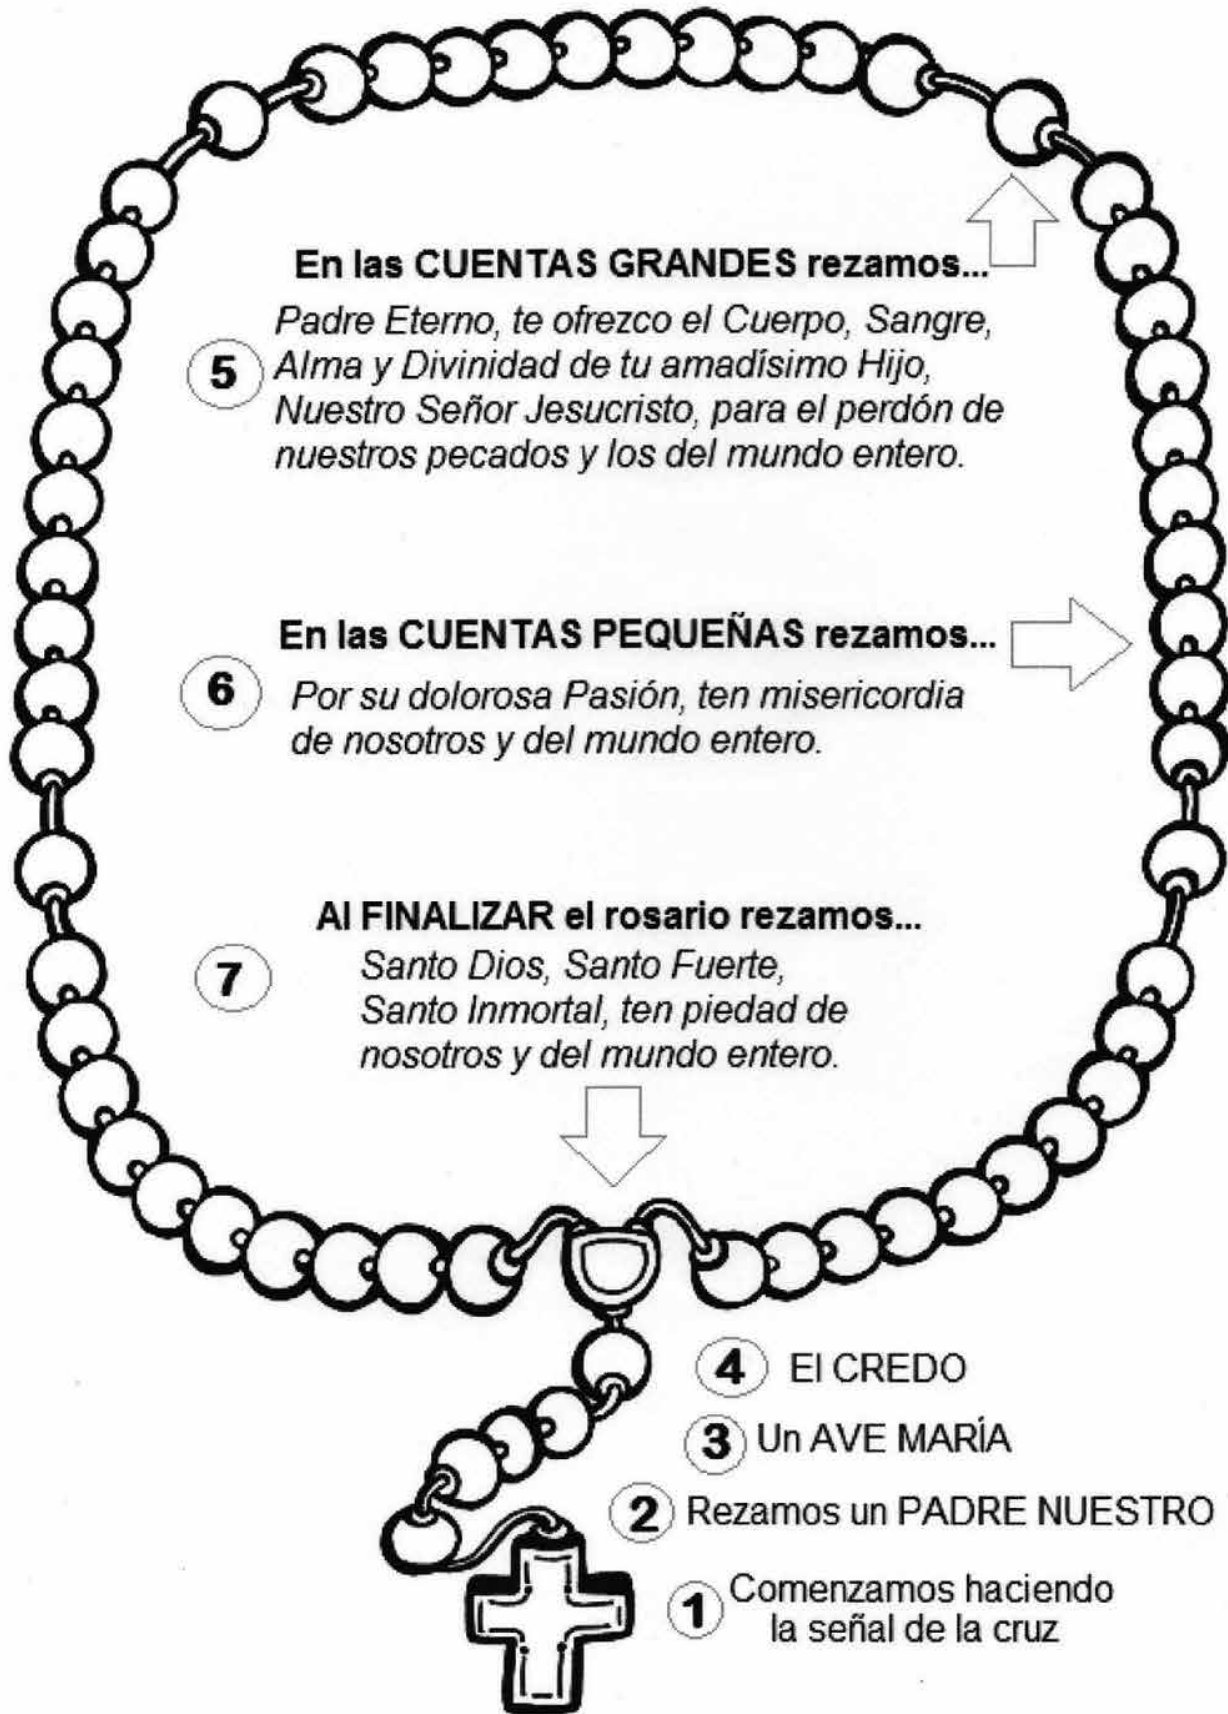 En las CUENTAS GRANDES rezamos...
5
Padre Eterno, te ofrezco el Cuerpo, Sangre,
Alma y Divinidad de tu amadísimo Hijo,
Nuestro Señor Jesucristo, para el perdón de
nuestros pecados y los del mundo entero.
En las CUENTAS PEQUEÑAS rezamos...
6
Por su dolorosa Pasión, ten misericordia
de nosotros y del mundo entero.
Al FINALIZAR el rosario rezamos...
7
Santo Dios, Santo Fuerte,
Santo Inmortal, ten piedad de
nosotros y del mundo entero.
4 El CREDO
3 Un AVE MARÍA
2 Rezamos un PADRE NUESTRO
1 Comenzamos haciendo
la señal de la cruz